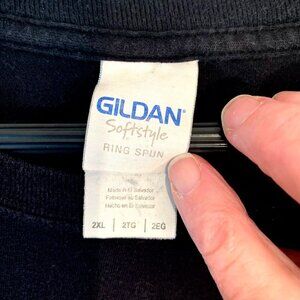 GILDAN®
Softstyle
RING SPUN
Made in El Salvador
Fabriqué au Salvador
Hecho en El Salvador
2XL | 2TG | 2EG